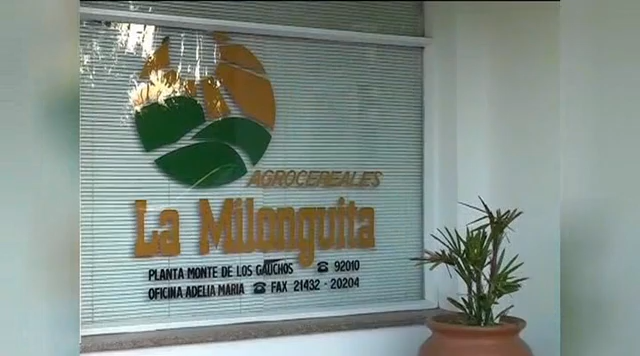 AGROCEREALES
La Milonguita
PLANTA MONTE DE LOS GAUCHOS ☎ 92010
OFICINA ADELIA MARIA ☎ FAX 21432 - 20204